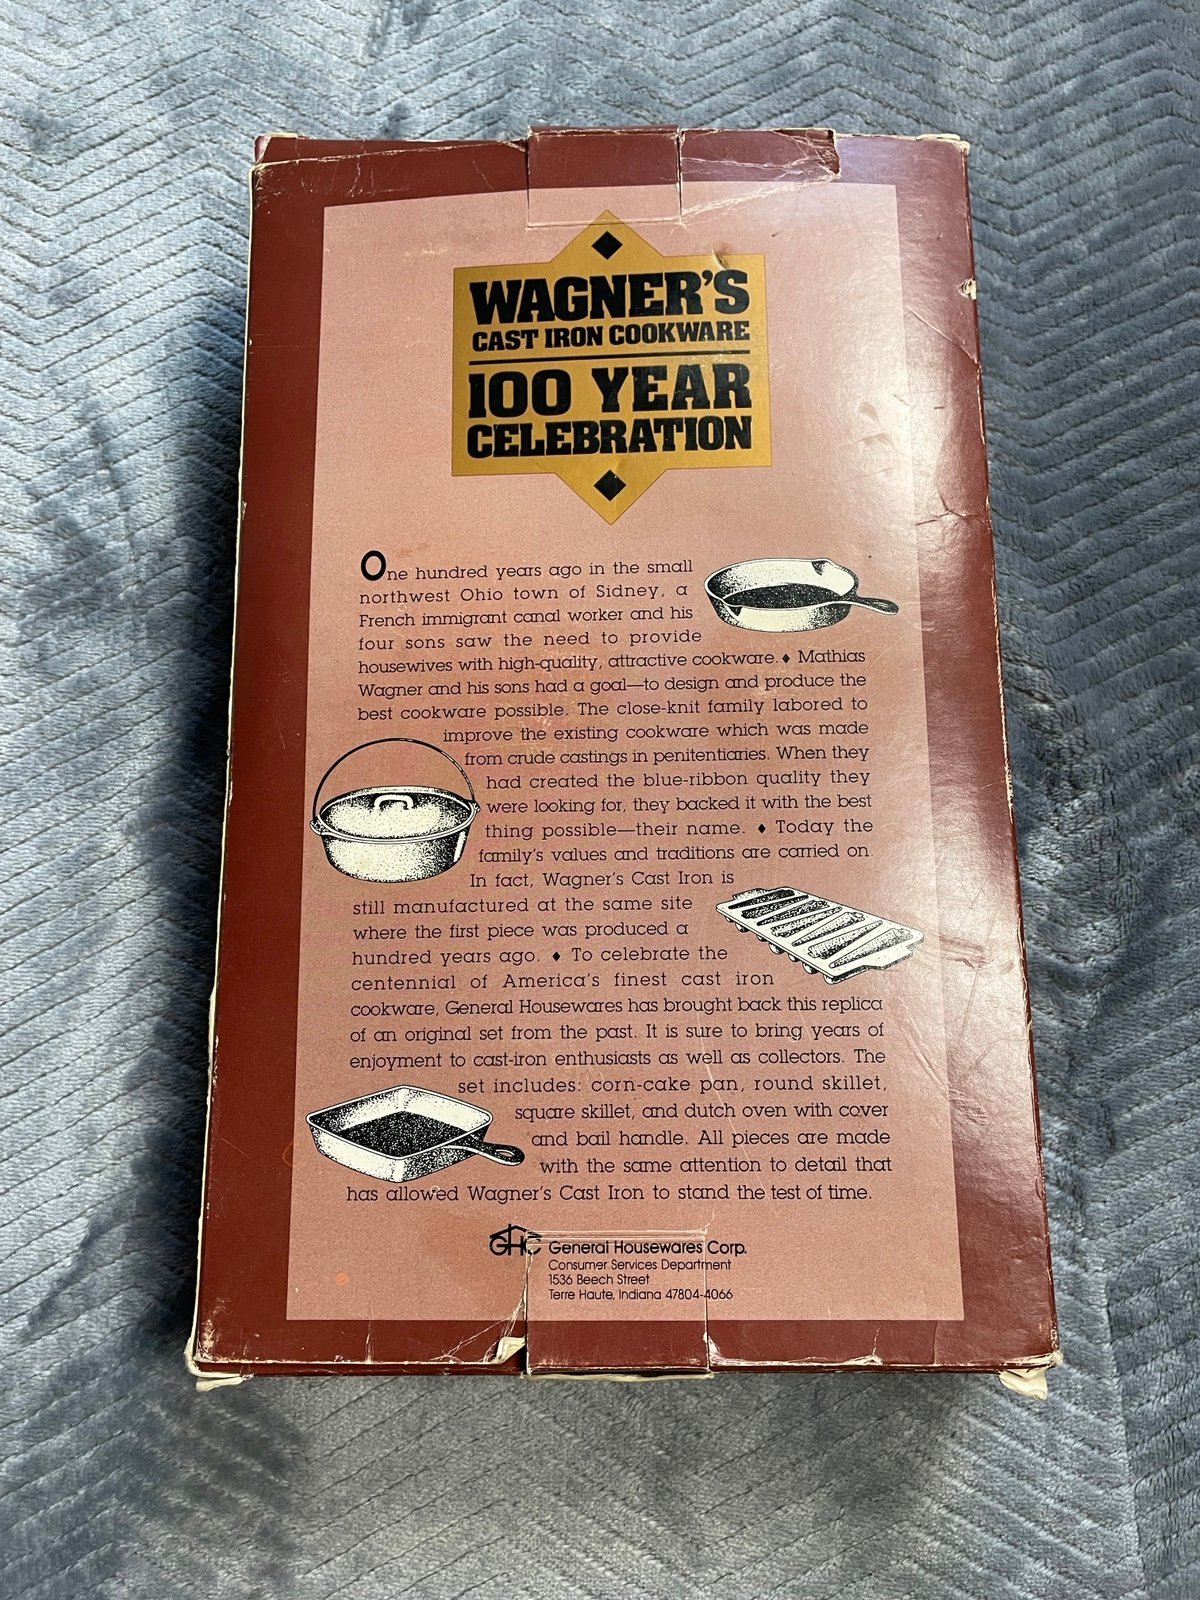 WAGNER'S
CAST IRON COOKWARE
100 YEAR
CELEBRATION
One hundred years ago in the small
northwest Ohio town of Sidney, a
French immigrant canal worker and his
four sons saw the need to provide
housewives with high-quality, attractive cookware.♦ Mathias
Wagner and his sons had a goal—to design and produce the
best cookware possible. The close-knit family labored to
improve the existing cookware which was made
from crude castings in penitentiaries. When they
had created the blue-ribbon quality they
were looking for, they backed it with the best
thing possible—their name. ♦ Today the
family's values and traditions are carried on
In fact, Wagner's Cast Iron is
still manufactured at the same site
where the first piece was produced a
hundred years ago. ♦ To celebrate the
centennial of America's finest cast iron
cookware, General Housewares has brought back this replica
of an original set from the past. It is sure to bring years of
enjoyment to cast-iron enthusiasts as well as collectors. The
set includes: corn-cake pan, round skillet,
square skillet, and dutch oven with cover
and bail handle. All pieces are made
with the same attention to detail that
has allowed Wagner's Cast Iron to stand the test of time.
GHC General Housewares Corp.
Consumer Services Department
1536 Beech Street
Terre Haute, Indiana 47804-4066